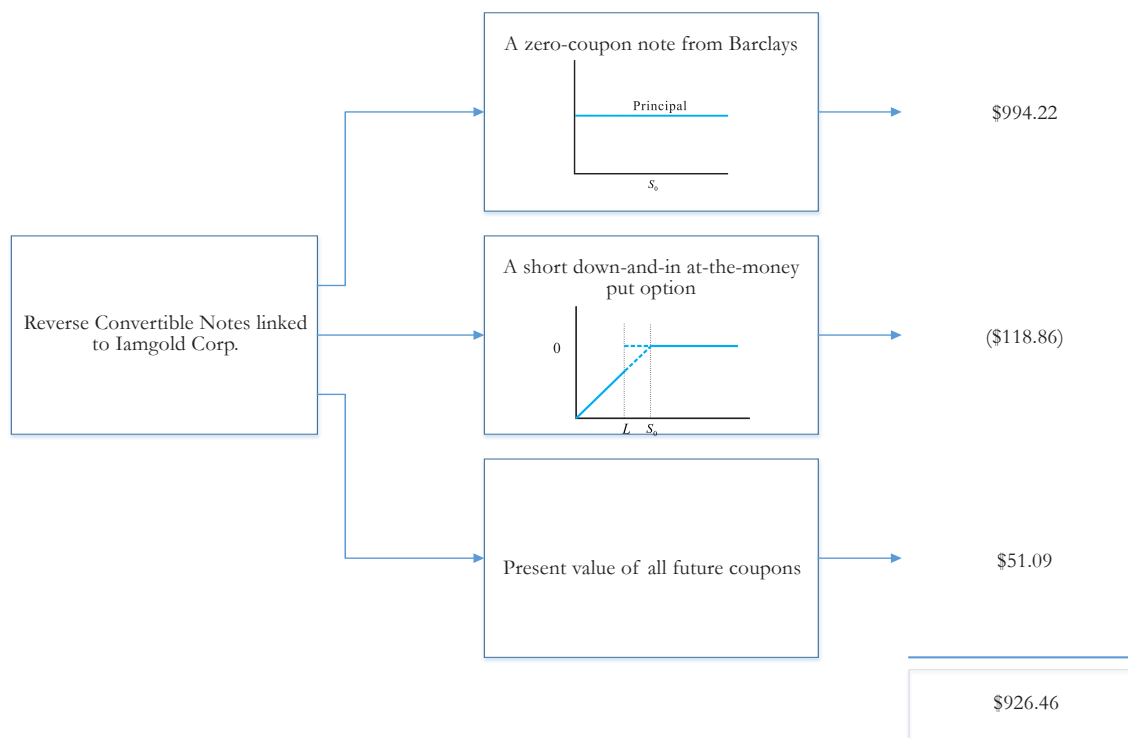 A zero-coupon note from Barclays
Principal
S₀
$994.22
Reverse Convertible Notes linked
to Iamgold Corp.
A short down-and-in at-the-money
put option
0
L S₀
($118.86)
Present value of all future coupons
$51.09
$926.46